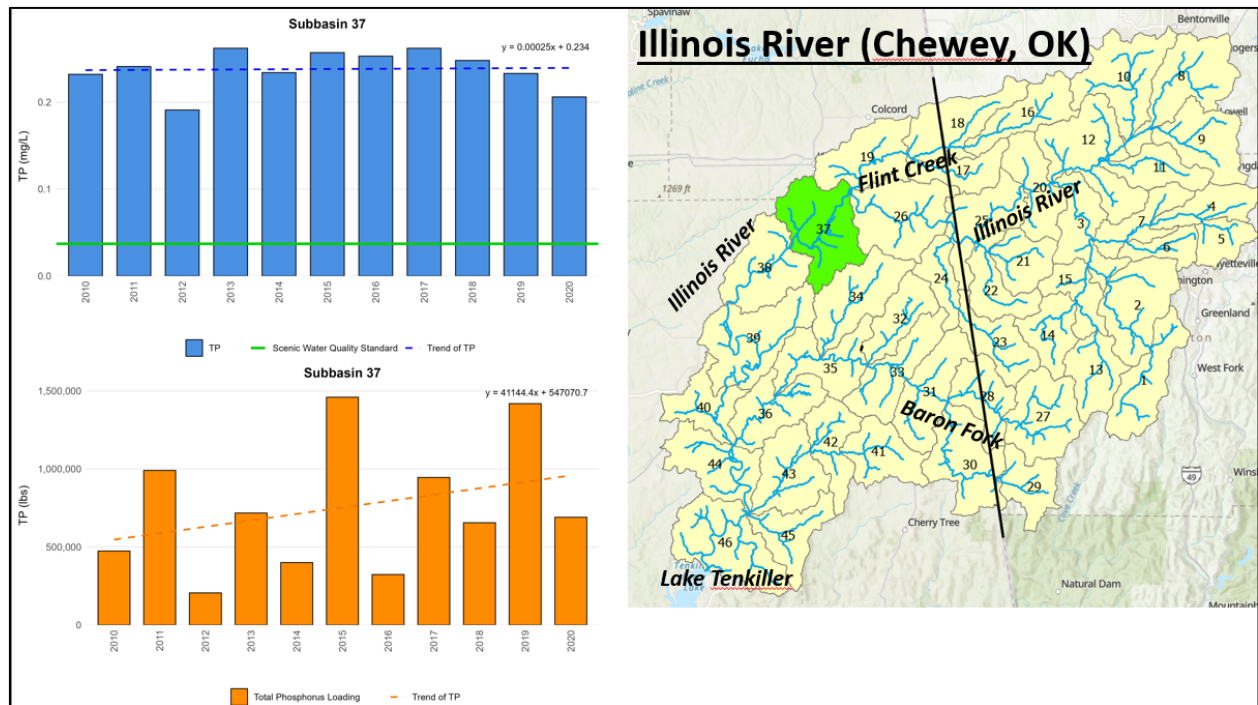 Subbasin 37
y = 0.00025x + 0.234
TP (mg/L)
0.2
0.1
0.0
2010
2011
2012
2013
2014
2015
2016
2017
2018
2019
2020
TP
Scenic Water Quality Standard
Trend of TP
Subbasin 37
y = 41144.4x + 547070.7
TP (lbs)
1,500,000
1,000,000
500,000
0
2010
2011
2012
2013
2014
2015
2016
2017
2018
2019
2020
Total Phosphorus Loading
Trend of TP
Illinois River (Chewey, OK)
Spavinaw
Bentonville
Eucha
Colcord
Lowell
1269 ft
Flint Creek
Illinois River
Illinois River
Baron Fork
Lake Tenkiller
Greenland
West Fork
Cherry Tree
Cove Creek
49
Natural Dam
10
8
18
16
12
9
19
17
11
20
4
37
26
25
3
7
5
6
38
24
21
15
34
22
2
32
39
23
14
35
33
13
1
31
28
40
36
27
42
44
43
41
30
29
45
46